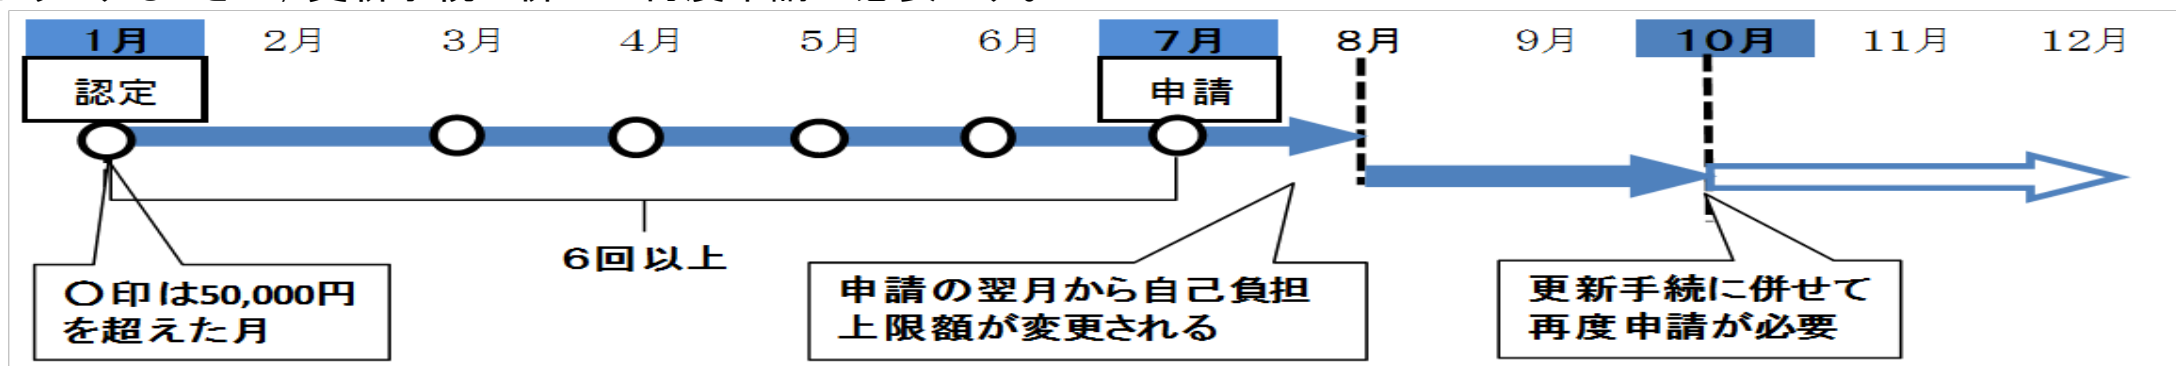 1月 2月 3月 4月 5月 6月 7月 8月 9月 10月 11月 12月
認定
申請
6回以上
〇印は50,000円
を超えた月
申請の翌月から自己負担
上限額が変更される
更新手続に併せて
再度申請が必要